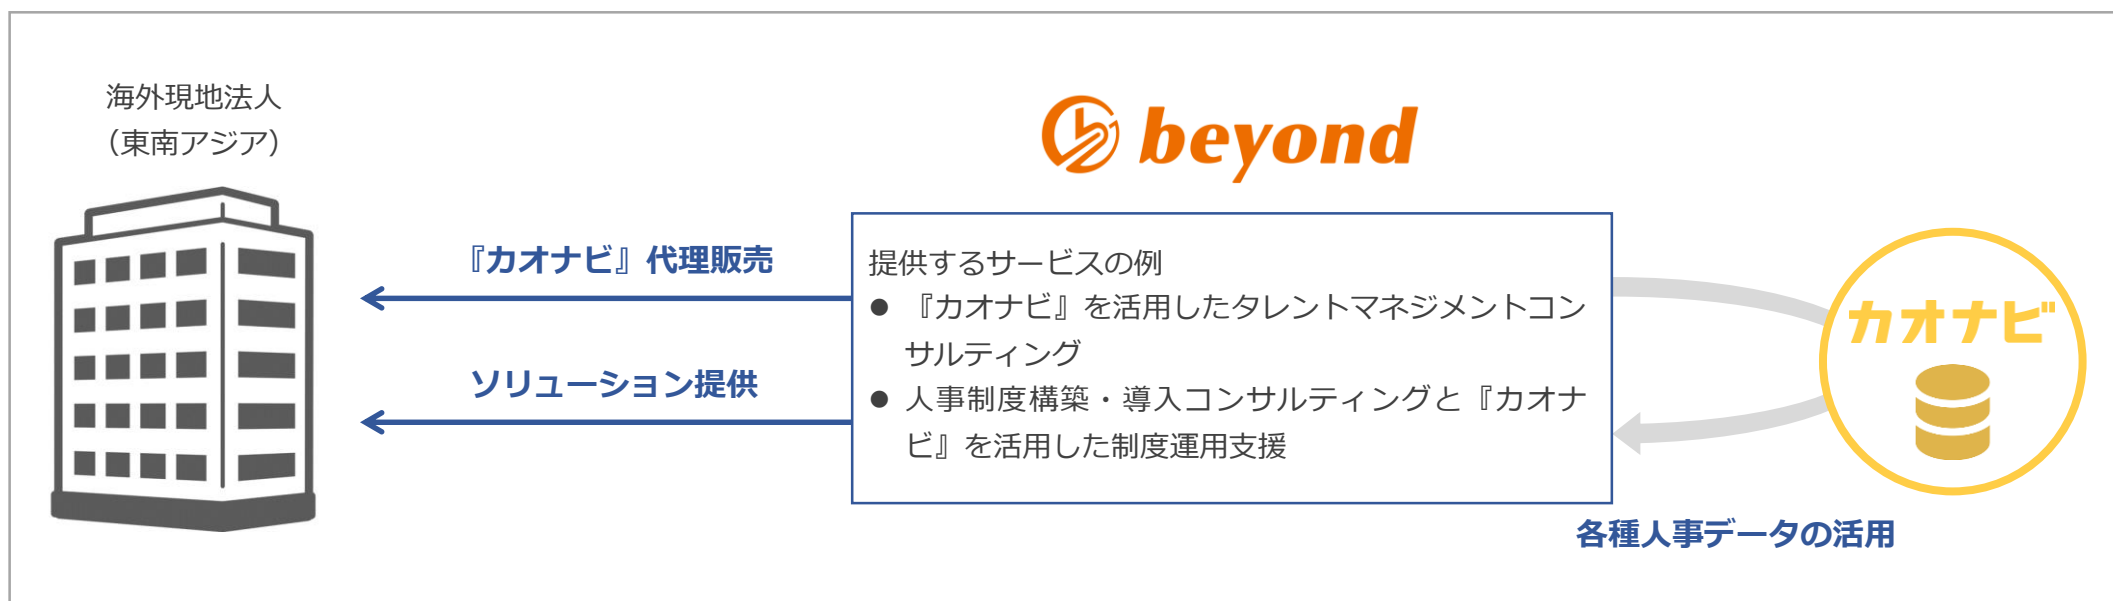 海外現地法人
（東南アジア）
beyond
『カオナビ』代理販売
ソリューション提供
提供するサービスの例
● 『カオナビ』を活用したタレントマネジメントコン
サルティング
● 人事制度構築・導入コンサルティングと『カオナ
ビ』を活用した制度運用支援
カオナビ
各種人事データの活用